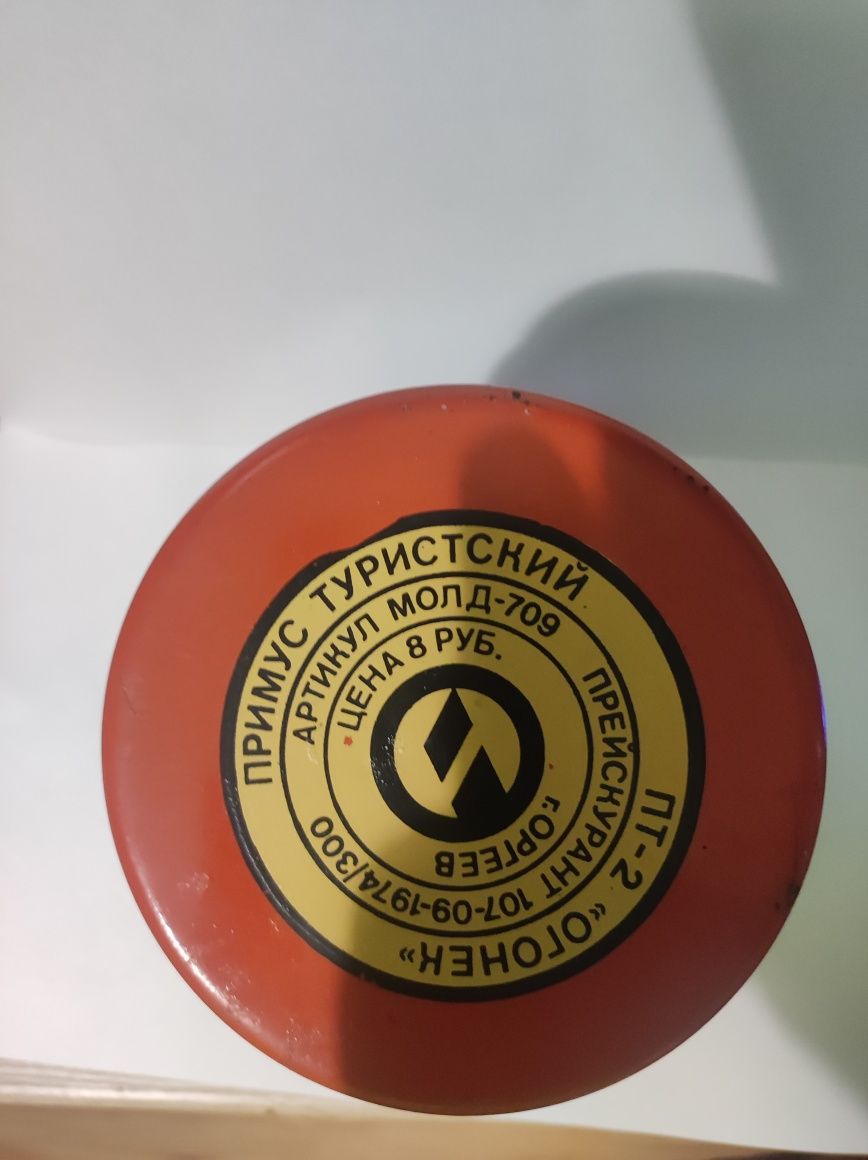 ПРИМУС ТУРИСТСКИЙ
ПТ-2 «ОГОНЕК»
АРТИКУЛ МОЛД-709
ПРЕЙСКУРАНТ 107-09-1974/300
ЦЕНА 8 РУБ.
г.ОРГЕЕВ